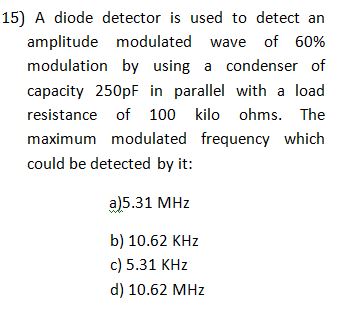 15) A diode detector is used to detect an
amplitude modulated wave of 60%
modulation by using a condenser of
capacity 250pF in parallel with a load
resistance of 100 kilo ohms. The
maximum modulated frequency which
could be detected by it:
a)5.31 MHz
b) 10.62 KHz
c) 5.31 KHz
d) 10.62 MHz